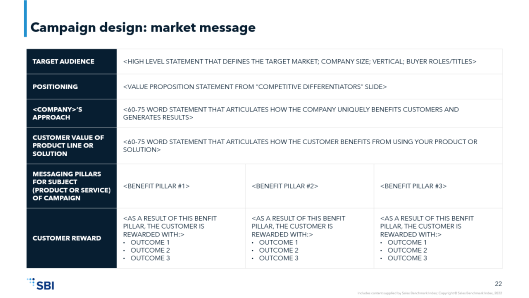 Campaign design: market message
TARGET AUDIENCE
<HIGH LEVEL STATEMENT THAT DEFINES THE TARGET MARKET; COMPANY SIZE; VERTICAL; BUYER ROLES/TITLES>
POSITIONING
<VALUE PROPOSITION STATEMENT FROM "COMPETITIVE DIFFERENTIATORS" SLIDE>
<COMPANY>'S
APPROACH
<60-75 WORD STATEMENT THAT ARTICULATES HOW THE COMPANY UNIQUELY BENEFITS CUSTOMERS AND
GENERATES RESULTS>
CUSTOMER VALUE OF
PRODUCT LINE OR
SOLUTION
<60-75 WORD STATEMENT THAT ARTICULATES HOW THE CUSTOMER BENEFITS FROM USING YOUR PRODUCT OR
SOLUTION>
MESSAGING PILLARS
FOR SUBJECT
(PRODUCT OR SERVICE)
OF CAMPAIGN
<BENEFIT PILLAR #1>
<BENEFIT PILLAR #2>
<BENEFIT PILLAR #3>
CUSTOMER REWARD
<AS A RESULT OF THIS BENFIT
PILLAR, THE CUSTOMER IS
REWARDED WITH:>
• OUTCOME 1
• OUTCOME 2
• OUTCOME 3
<AS A RESULT OF THIS BENFIT
PILLAR, THE CUSTOMER IS
REWARDED WITH:>
• OUTCOME 1
• OUTCOME 2
• OUTCOME 3
<AS A RESULT OF THIS BENFIT
PILLAR, THE CUSTOMER IS
REWARDED WITH:>
• OUTCOME 1
• OUTCOME 2
• OUTCOME 3
SBI
22